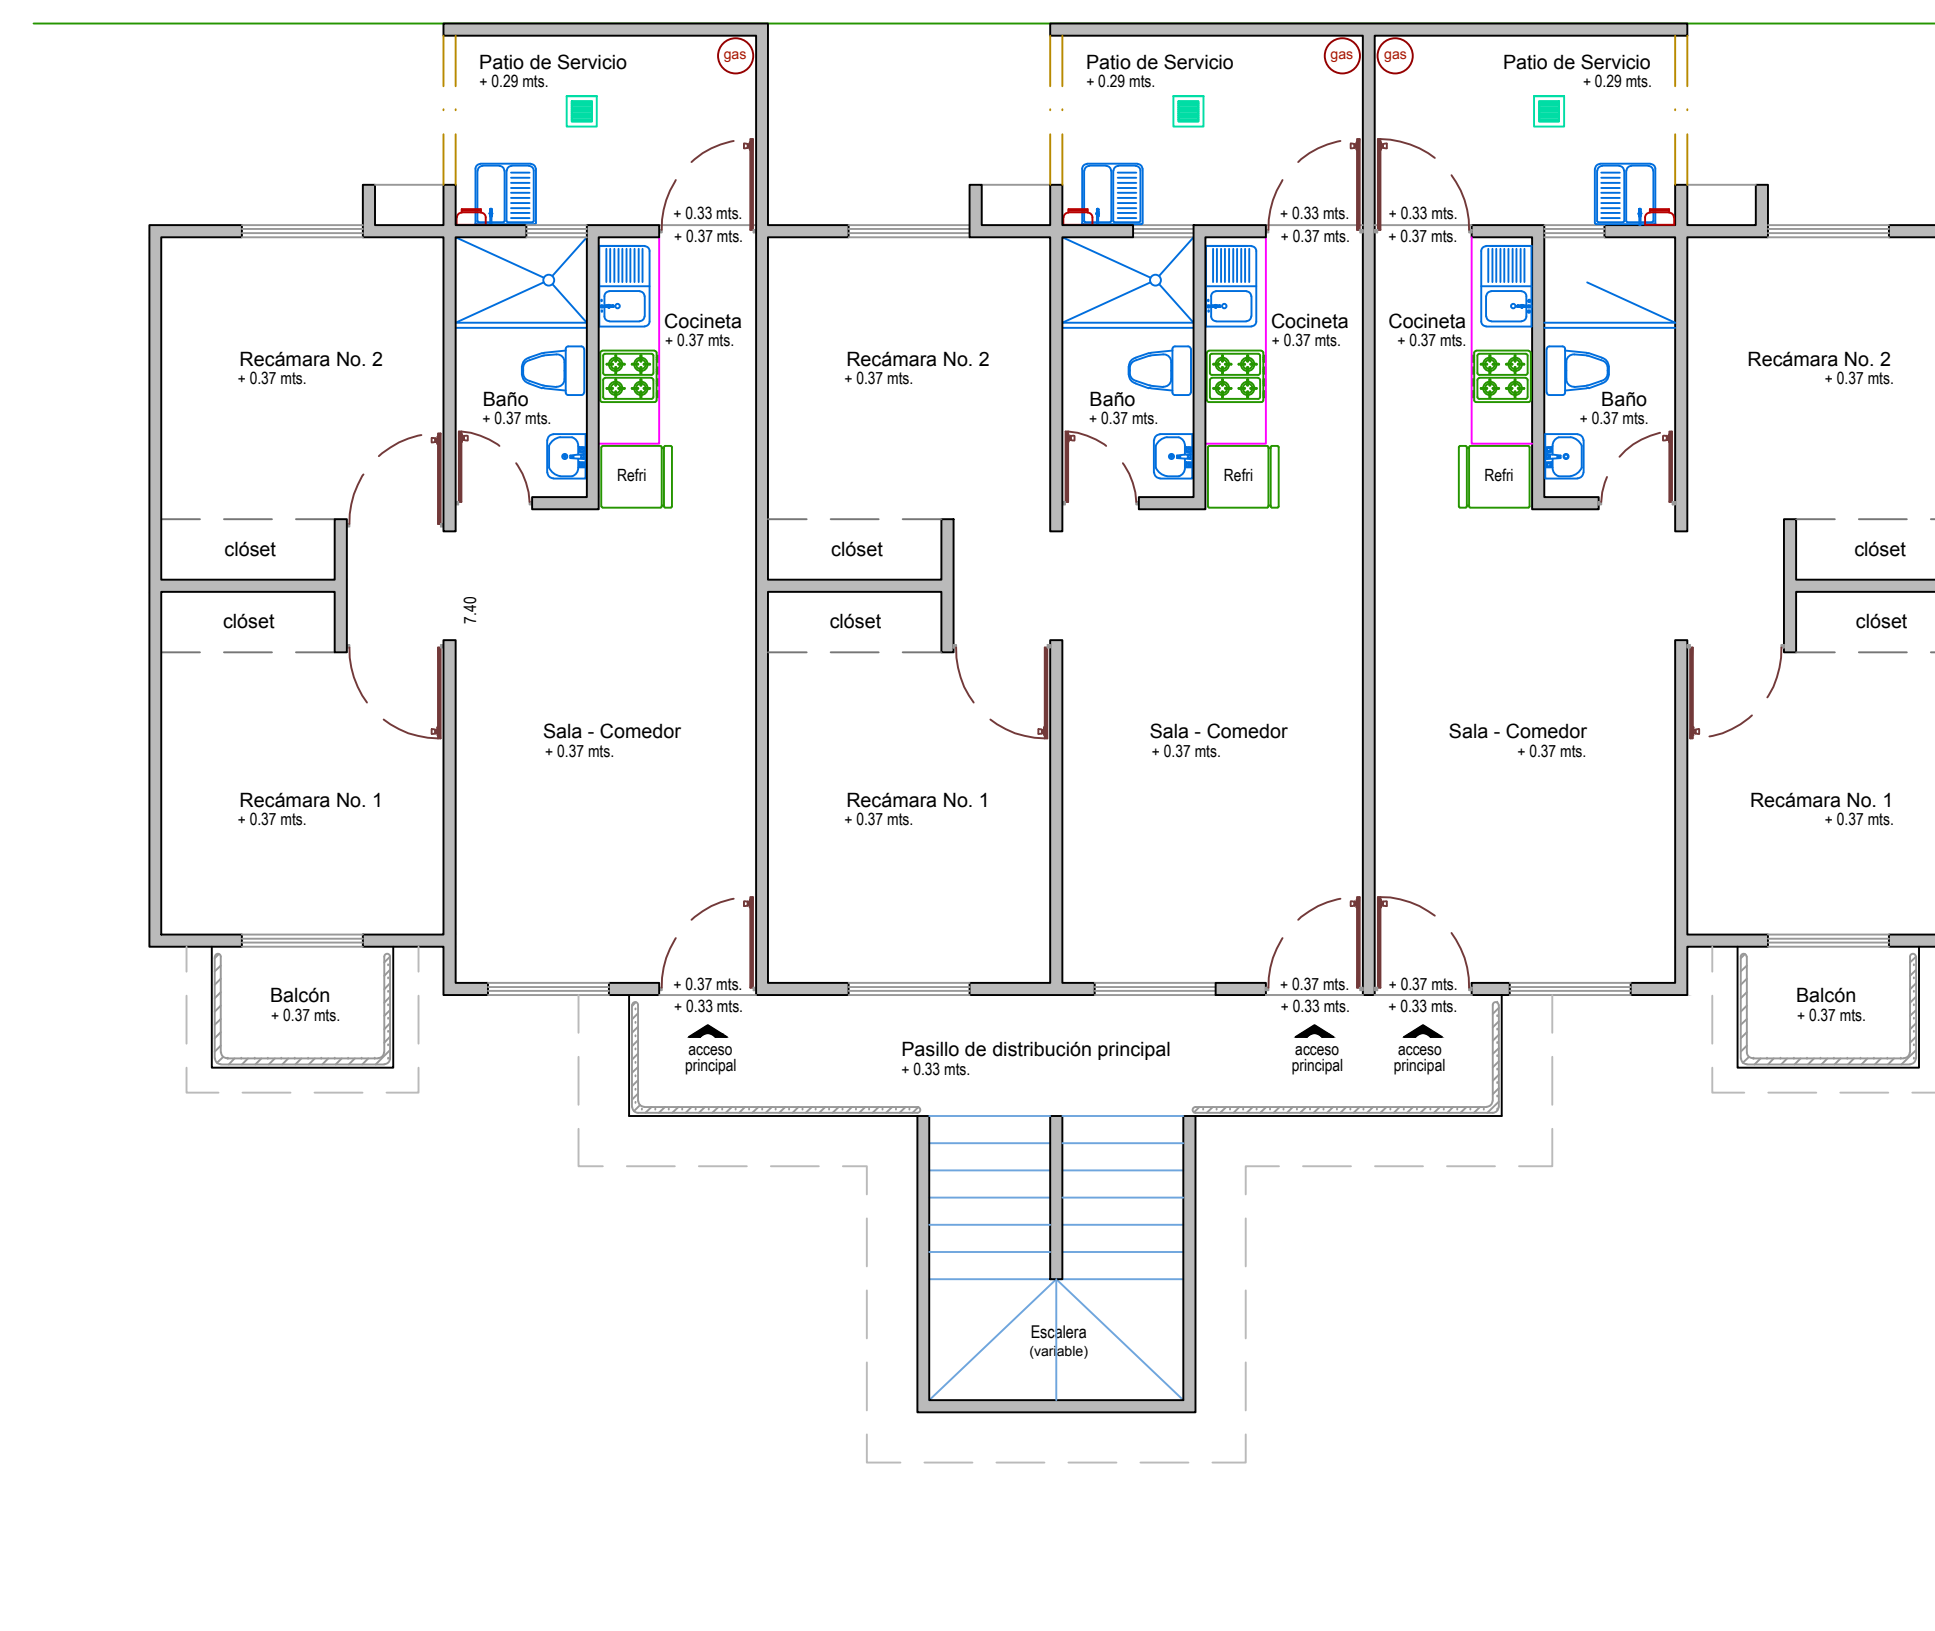 Patio de Servicio
+ 0.29 mts.
gas
Patio de Servicio
+ 0.29 mts.
gas
gas
Patio de Servicio
+ 0.29 mts.
+ 0.33 mts.
+ 0.37 mts.
+ 0.33 mts.
+ 0.37 mts.
+ 0.33 mts.
+ 0.37 mts.
Cocineta
+ 0.37 mts.
Cocineta
+ 0.37 mts.
Cocineta
+ 0.37 mts.
Recámara No. 2
+ 0.37 mts.
Recámara No. 2
+ 0.37 mts.
Recámara No. 2
+ 0.37 mts.
Baño
+ 0.37 mts.
Baño
+ 0.37 mts.
Baño
+ 0.37 mts.
Refri
Refri
Refri
clóset
clóset
clóset
7.40
clóset
clóset
clóset
Sala - Comedor
+ 0.37 mts.
Sala - Comedor
+ 0.37 mts.
Sala - Comedor
+ 0.37 mts.
Recámara No. 1
+ 0.37 mts.
Recámara No. 1
+ 0.37 mts.
Recámara No. 1
+ 0.37 mts.
+ 0.37 mts.
+ 0.33 mts.
+ 0.37 mts.
+ 0.33 mts.
+ 0.37 mts.
+ 0.33 mts.
Balcón
+ 0.37 mts.
Balcón
+ 0.37 mts.
acceso
principal
Pasillo de distribución principal
+ 0.33 mts.
acceso
principal
acceso
principal
Escalera
(variable)